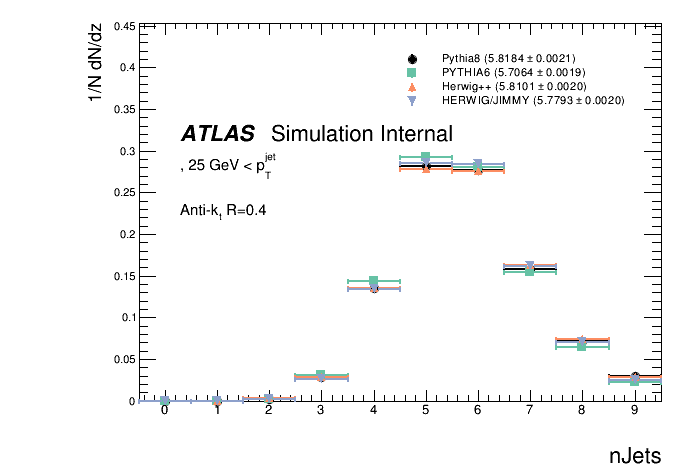 1/N dN/dz
0.45
0.4
0.35
0.3
0.25
0.2
0.15
0.1
0.05
0
Pythia8 (5.8184 ± 0.0021)
PYTHIA6 (5.7064 ± 0.0019)
Herwig++ (5.8101 ± 0.0020)
HERWIG/JIMMY (5.7793 ± 0.0020)
ATLAS Simulation Internal
, 25 GeV < p_T^jet
Anti-k_t R=0.4
0 1 2 3 4 5 6 7 8 9
nJets